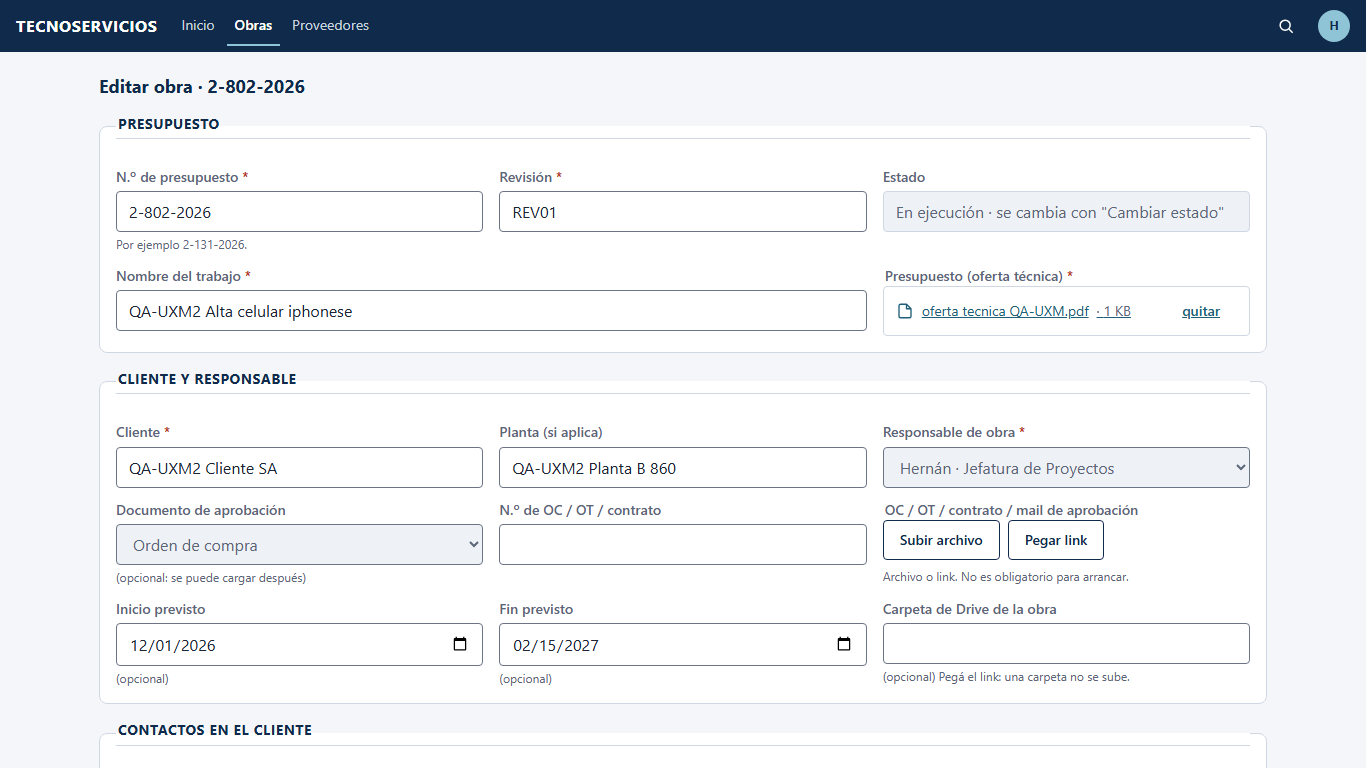 TECNOSERVICIOS Inicio Obras Proveedores H
Editar obra · 2-802-2026
PRESUPUESTO
N.º de presupuesto * Revisión * Estado
2-802-2026 REV01 En ejecución · se cambia con "Cambiar estado"
Por ejemplo 2-131-2026.
Nombre del trabajo * Presupuesto (oferta técnica) *
QA-UXM2 Alta celular iphonese oferta tecnica QA-UXM.pdf · 1 KB quitar
CLIENTE Y RESPONSABLE
Cliente * Planta (si aplica) Responsable de obra *
QA-UXM2 Cliente SA QA-UXM2 Planta B 860 Hernán · Jefatura de Proyectos
Documento de aprobación N.º de OC / OT / contrato OC / OT / contrato / mail de aprobación
Orden de compra Subir archivo Pegar link
(opcional: se puede cargar después) Archivo o link. No es obligatorio para arrancar.
Inicio previsto Fin previsto Carpeta de Drive de la obra
12/01/2026 02/15/2027
(opcional) (opcional) (opcional) Pegá el link: una carpeta no se sube.
CONTACTOS EN EL CLIENTE